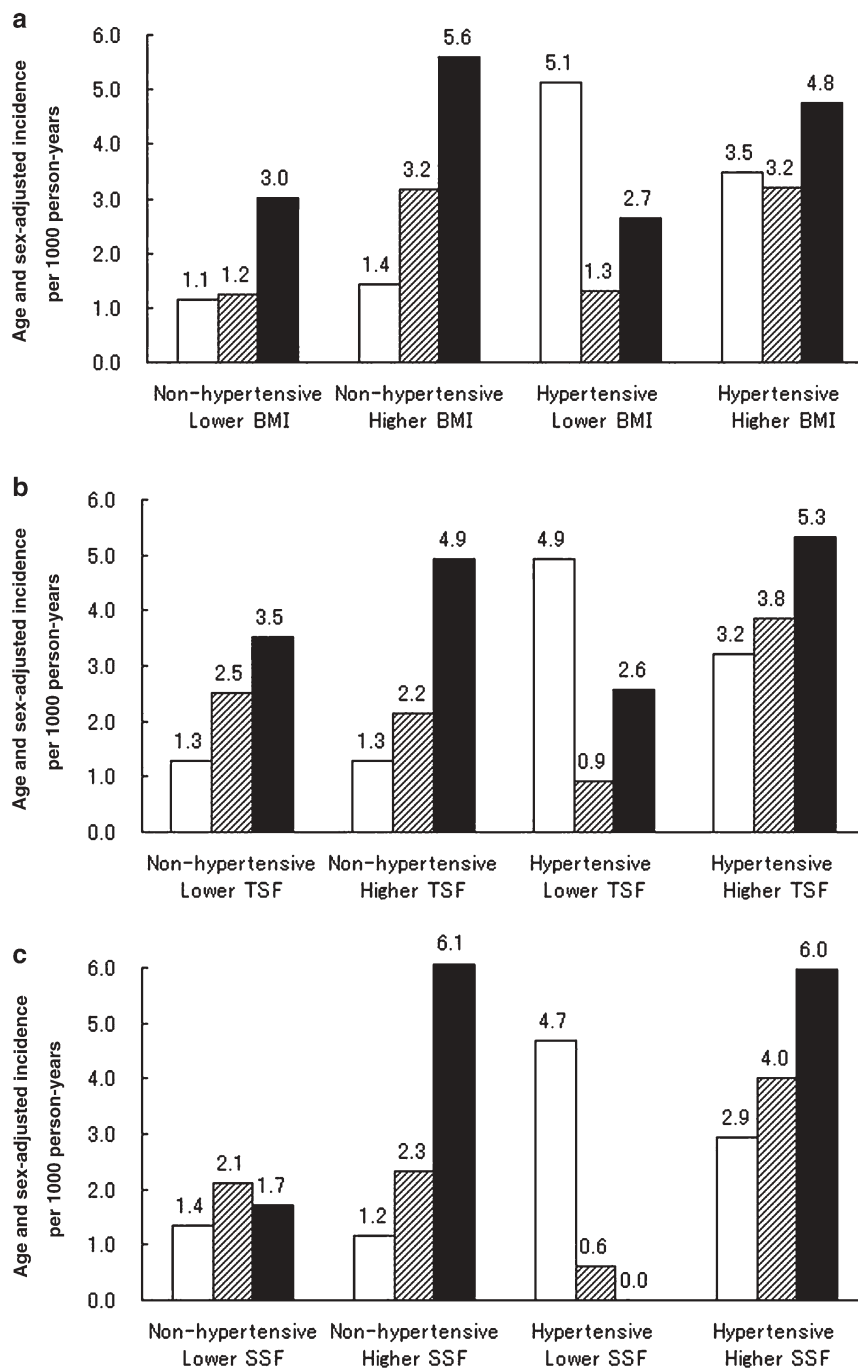 a
Age and sex-adjusted incidence
per 1000 person-years
6.0
5.0
4.0
3.0
2.0
1.0
0.0
1.1
1.2
3.0
1.4
3.2
5.6
5.1
1.3
2.7
3.5
3.2
4.8
Non-hypertensive
Lower BMI
Non-hypertensive
Higher BMI
Hypertensive
Lower BMI
Hypertensive
Higher BMI
b
Age and sex-adjusted incidence
per 1000 person-years
6.0
5.0
4.0
3.0
2.0
1.0
0.0
1.3
2.5
3.5
1.3
2.2
4.9
4.9
0.9
2.6
3.2
3.8
5.3
Non-hypertensive
Lower TSF
Non-hypertensive
Higher TSF
Hypertensive
Lower TSF
Hypertensive
Higher TSF
c
Age and sex-adjusted incidence
per 1000 person-years
6.0
5.0
4.0
3.0
2.0
1.0
0.0
1.4
2.1
1.7
1.2
2.3
6.1
4.7
0.6
0.0
2.9
4.0
6.0
Non-hypertensive
Lower SSF
Non-hypertensive
Higher SSF
Hypertensive
Lower SSF
Hypertensive
Higher SSF